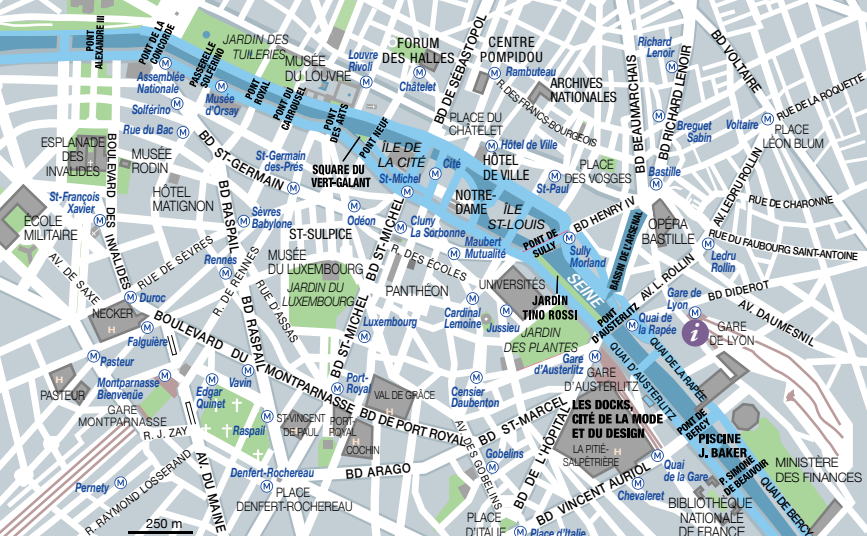 PONT
ALEXANDRE III
PONT DE LA
CONCORDE
PASSERELLE
SOLFÉRINO
JARDIN DES
TUILERIES
MUSÉE
DU LOUVRE
Louvre
Rivoli
FORUM
DES HALLES
Châtelet
BD DE SÉBASTOPOL
CENTRE
POMPIDOU
Rambuteau
ARCHIVES
NATIONALES
R. DES FRANCS-BOURGEOIS
BD BEAUMARCHAIS
Richard
Lenoir
BD RICHARD LENOIR
BD VOLTAIRE
RUE DE LA ROQUETTE
Assemblée
Nationale
Solférino
Musée
d'Orsay
PONT
ROYAL
PONT DU
CARROUSEL
PONT
DES ARTS
PONT NEUF
PLACE DU
CHÂTELET
Hôtel de Ville
HÔTEL
DE VILLE
Breguet
Sabin
Voltaire
PLACE
LÉON BLUM
Rue du Bac
ESPLANADE
DES
INVALIDES
BOULEVARD DES INVALIDES
MUSÉE
RODIN
BD ST-GERMAIN
St-Germain
des-Prés
SQUARE DU
VERT-GALANT
ÎLE DE
LA CITÉ
Cité
St-Michel
PLACE
DES VOSGES
St-Paul
Bastille
AV. LEDRU ROLLIN
RUE DE CHARONNE
St-François
Xavier
HÔTEL
MATIGNON
BD RASPAIL
Sèvres
Babylone
Odéon
Cluny
La Sorbonne
NOTRE-
DAME
ÎLE
ST-LOUIS
BD HENRY IV
OPÉRA
BASTILLE
ÉCOLE
MILITAIRE
RUE DE SÈVRES
Rennes
R. DE RENNES
ST-SULPICE
BD ST-MICHEL
Maubert
Mutualité
PONT DE
SULLY
Sully
Morland
BASSIN DE L'ARSENAL
Ledru
Rollin
RUE DU FAUBOURG SAINT-ANTOINE
AV. DE SAXE
Duroc
MUSÉE
DU LUXEMBOURG
JARDIN DU
LUXEMBOURG
R. DES ÉCOLES
PANTHÉON
UNIVERSITÉS
SEINE
JARDIN
TINO ROSSI
AV L. ROLLIN
Gare de
Lyon
BD DIDEROT
AV. DAUMESNIL
NECKER
Falguière
RUE D'ASSAS
BD RASPAIL
BD ST-MICHEL
Luxembourg
Cardinal
Lemoine
Jussieu
JARDIN
DES PLANTES
PONT
D'AUSTERLITZ
Quai de
la Rapée
GARE
DE LYON
Pasteur
BOULEVARD DU MONTPARNASSE
Vavin
Port-
Royal
VAL DE GRÂCE
Censier
Daubenton
Gare
d'Austerlitz
GARE
D'AUSTERLITZ
QUAI D'AUSTERLITZ
QUAI DE LA RAPÉE
PASTEUR
Montparnasse
Bienvenüe
Edgar
Quinet
GARE
MONTPARNASSE
R. J. ZAY
Raspail
ST-VINCENT
DE PAUL
PORT-
ROYAL
COCHIN
BD DE PORT ROYAL
BD ST-MARCEL
LES DOCKS,
CITÉ DE LA MODE
ET DU DESIGN
LA PITIÉ-
SALPÊTRIÈRE
PONT DE
BERCY
PISCINE
J. BAKER
Pernety
R. RAYMOND LOSSERAND
AV. DU MAINE
Denfert-Rochereau
PLACE
DENFERT-ROCHEREAU
BD ARAGO
AV. DES GOBELINS
Gobelins
BD DE L'HÔPITAL
BD VINCENT AURIOL
Chevaleret
Quai
de la Gare
P. SIMONE
DE BEAUVOIR
QUAI DE BERCY
MINISTÈRE
DES FINANCES
BIBLIOTHÈQUE
NATIONALE
DE FRANCE
PLACE
D'ITALIE
Place d'Italie
250 m